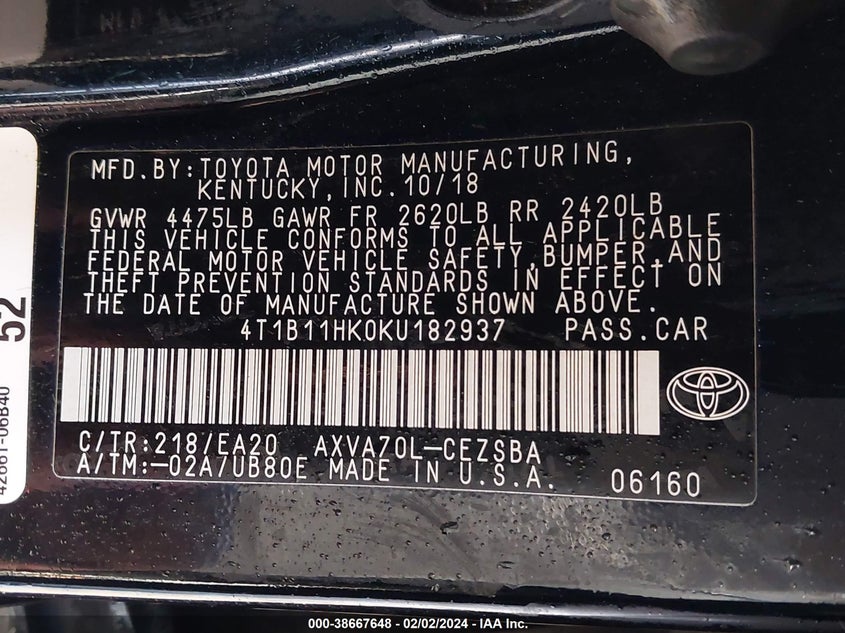 MFD.BY:TOYOTA MOTOR MANUFACTURING,
KENTUCKY,INC.10/18
GVWR 4475LB GAWR FR 2620LB RR 2420LB
THIS VEHICLE CONFORMS TO ALL APPLICABLE
FEDERAL MOTOR VEHICLE SAFETY,BUMPER,AND
THEFT PREVENTION STANDARDS IN EFFECT ON
THE DATE OF MANUFACTURE SHOWN ABOVE.
4T1B11HK0KU182937 PASS.CAR
C/TR:218/EA20 AXVA70L-CEZSBA
A/TM:-02A/UB80E MADE IN U.S.A. 06160
52
42661-06B40
000-38667648 - 02/02/2024 - IAA Inc.